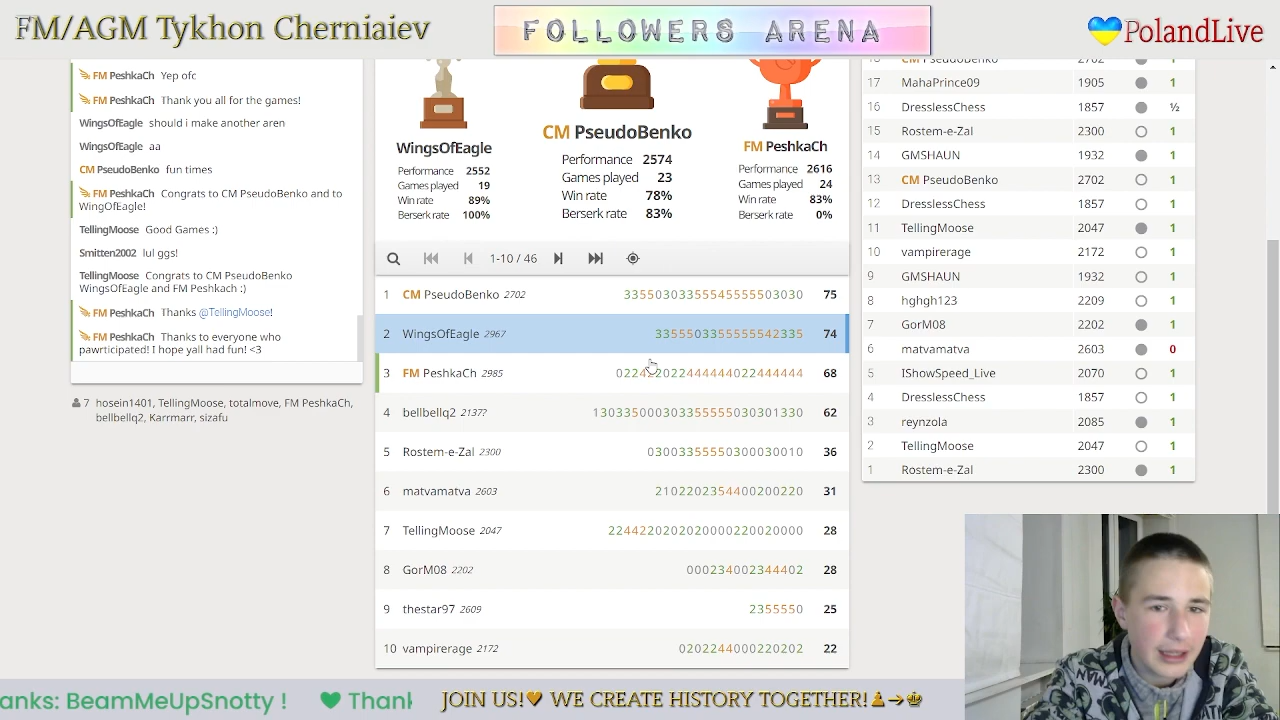 FM/AGM Tykhon Cherniaiev
FOLLOWERS ARENA
PolandLive
FM PeshkaCh Yep ofc
FM PeshkaCh Thank you all for the games!
WingsOfEagle should i make another aren
WingsOfEagle aa
CM PseudoBenko fun times
FM PeshkaCh Congrats to CM PseudoBenko and to
WingOfEagle!
TellingMoose Good Games :)
Smitten2002 lul ggs!
TellingMoose Congrats to CM PseudoBenko
WingsOfEagle and FM Peshkach :)
FM PeshkaCh Thanks @TellingMoose!
FM PeshkaCh Thanks to everyone who
pawrticipated! I hope yall had fun! <3
7 hosein1401, TellingMoose, totalmove, FM PeshkaCh,
bellbellq2, Karrmarr, sizafu
WingsOfEagle
Performance 2552
Games played 19
Win rate 89%
Berserk rate 100%
CM PseudoBenko
Performance 2574
Games played 23
Win rate 78%
Berserk rate 83%
FM PeshkaCh
Performance 2616
Games played 24
Win rate 83%
Berserk rate 0%
1-10 / 46
1 CM PseudoBenko 2702 33550303355545555503030 75
2 WingsOfEagle 2967 3355503355555542335 74
3 FM PeshkaCh 2985 022422022444444022444444 68
4 bellbellq2 2137? 130335000303355555030301330 62
5 Rostem-e-Zal 2300 03003355550300030010 36
6 matvamatva 2603 2102202354400200220 31
7 TellingMoose 2047 2244220202020000220020000 28
8 GorM08 2202 000234002344402 28
9 thestar97 2609 2355550 25
10 vampirerage 2172 0202244000220202 22
18 CM PseudoBenko 2702 1
17 MahaPrince09 1905 1
16 DresslessChess 1857 ½
15 Rostem-e-Zal 2300 1
14 GMSHAUN 1932 1
13 CM PseudoBenko 2702 1
12 DresslessChess 1857 1
11 TellingMoose 2047 1
10 vampirerage 2172 1
9 GMSHAUN 1932 1
8 hghgh123 2209 1
7 GorM08 2202 1
6 matvamatva 2603 0
5 IShowSpeed_Live 2070 1
4 DresslessChess 1857 1
3 reynzola 2085 1
2 TellingMoose 2047 1
1 Rostem-e-Zal 2300 1
anks: BeamMeUpSnotty ! Thank
JOIN US! WE CREATE HISTORY TOGETHER!